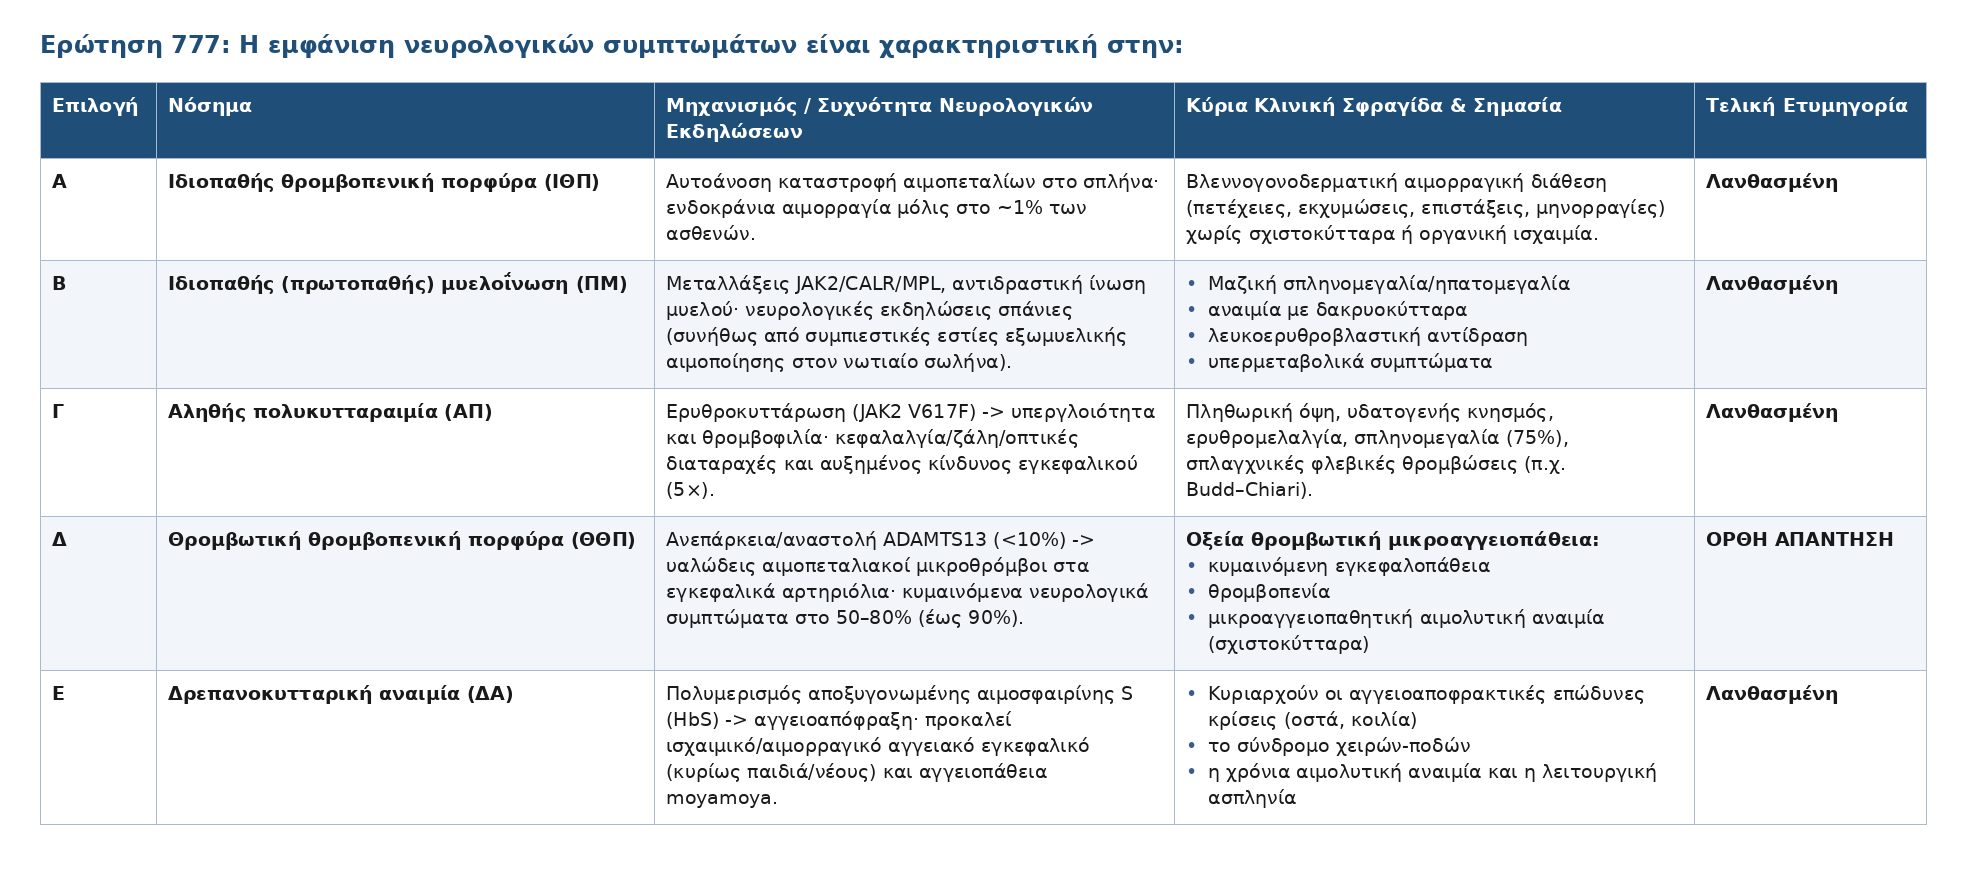 Ερώτηση 777: Η εμφάνιση νευρολογικών συμπτωμάτων είναι χαρακτηριστική στην:
Επιλογή
Νόσημα
Μηχανισμός / Συχνότητα Νευρολογικών
Εκδηλώσεων
Κύρια Κλινική Σφραγίδα & Σημασία
Τελική Ετυμηγορία
Α
Ιδιοπαθής θρομβοπενική πορφύρα (ΙΘΠ)
Αυτοάνοση καταστροφή αιμοπεταλίων στο σπλήνα·
ενδοκράνια αιμορραγία μόλις στο ~1% των
ασθενών.
Βλεννογονοδερματική αιμορραγική διάθεση
(πετέχειες, εκχυμώσεις, επιστάξεις, μηνορραγίες)
χωρίς σχιστοκύτταρα ή οργανική ισχαιμία.
Λανθασμένη
Β
Ιδιοπαθής (πρωτοπαθής) μυελοΐνωση (ΠΜ)
Μεταλλάξεις JAK2/CALR/MPL, αντιδραστική ίνωση
μυελού· νευρολογικές εκδηλώσεις σπάνιες
(συνήθως από συμπιεστικές εστίες εξωμυελικής
αιμοποίησης στον νωτιαίο σωλήνα).
• Μαζική σπληνομεγαλία/ηπατομεγαλία
• αναιμία με δακρυοκύτταρα
• λευκοερυθροβλαστική αντίδραση
• υπερμεταβολικά συμπτώματα
Λανθασμένη
Γ
Αληθής πολυκυτταραιμία (ΑΠ)
Ερυθροκυττάρωση (JAK2 V617F) -> υπεργλοιότητα
και θρομβοφιλία· κεφαλαλγία/ζάλη/οπτικές
διαταραχές και αυξημένος κίνδυνος εγκεφαλικού
(5×).
Πληθωρική όψη, υδατογενής κνησμός,
ερυθρομελαλγία, σπληνομεγαλία (75%),
σπλαγχνικές φλεβικές θρομβώσεις (π.χ.
Budd–Chiari).
Λανθασμένη
Δ
Θρομβωτική θρομβοπενική πορφύρα (ΘΘΠ)
Ανεπάρκεια/αναστολή ADAMTS13 (<10%) ->
υαλώδεις αιμοπεταλιακοί μικροθρόμβοι στα
εγκεφαλικά αρτηριόλια· κυμαινόμενα νευρολογικά
συμπτώματα στο 50–80% (έως 90%).
Οξεία θρομβωτική μικροαγγειοπάθεια:
• κυμαινόμενη εγκεφαλοπάθεια
• θρομβοπενία
• μικροαγγειοπαθητική αιμολυτική αναιμία
(σχιστοκύτταρα)
ΟΡΘΗ ΑΠΑΝΤΗΣΗ
Ε
Δρεπανοκυτταρική αναιμία (ΔΑ)
Πολυμερισμός αποξυγονωμένης αιμοσφαιρίνης S
(HbS) -> αγγειοαπόφραξη· προκαλεί
ισχαιμικό/αιμορραγικό αγγειακό εγκεφαλικό
(κυρίως παιδιά/νέους) και αγγειοπάθεια
moyamoya.
• Κυριαρχούν οι αγγειοαποφρακτικές επώδυνες
κρίσεις (οστά, κοιλία)
• το σύνδρομο χειρών-ποδών
• η χρόνια αιμολυτική αναιμία και η λειτουργική
ασπληνία
Λανθασμένη